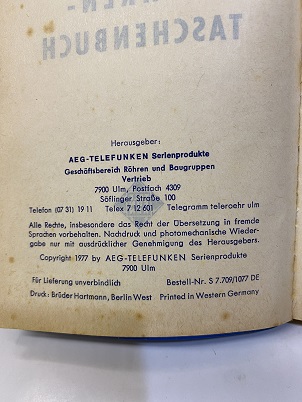 TASCHENBUCH
Herausgeber:
AEG-TELEFUNKEN Serienprodukte
Geschäftsbereich Röhren und Baugruppen
Vertrieb
7900 Ulm, Postfach 4309
Söflinger Straße 100
Telefon (07 31) 19 11 Telex 7 12 601 Telegramm teleroehr ulm
Alle Rechte, insbesondere das Recht der Übersetzung in fremde
Sprachen vorbehalten. Nachdruck und photomechanische Wieder-
gabe nur mit ausdrücklicher Genehmigung des Herausgebers.
Copyright 1977 by AEG-TELEFUNKEN Serienprodukte
7900 Ulm
Für Lieferung unverbindlich Bestell-Nr. S 7.709/1077 DE
Druck: Brüder Hartmann, Berlin West Printed in Western Germany